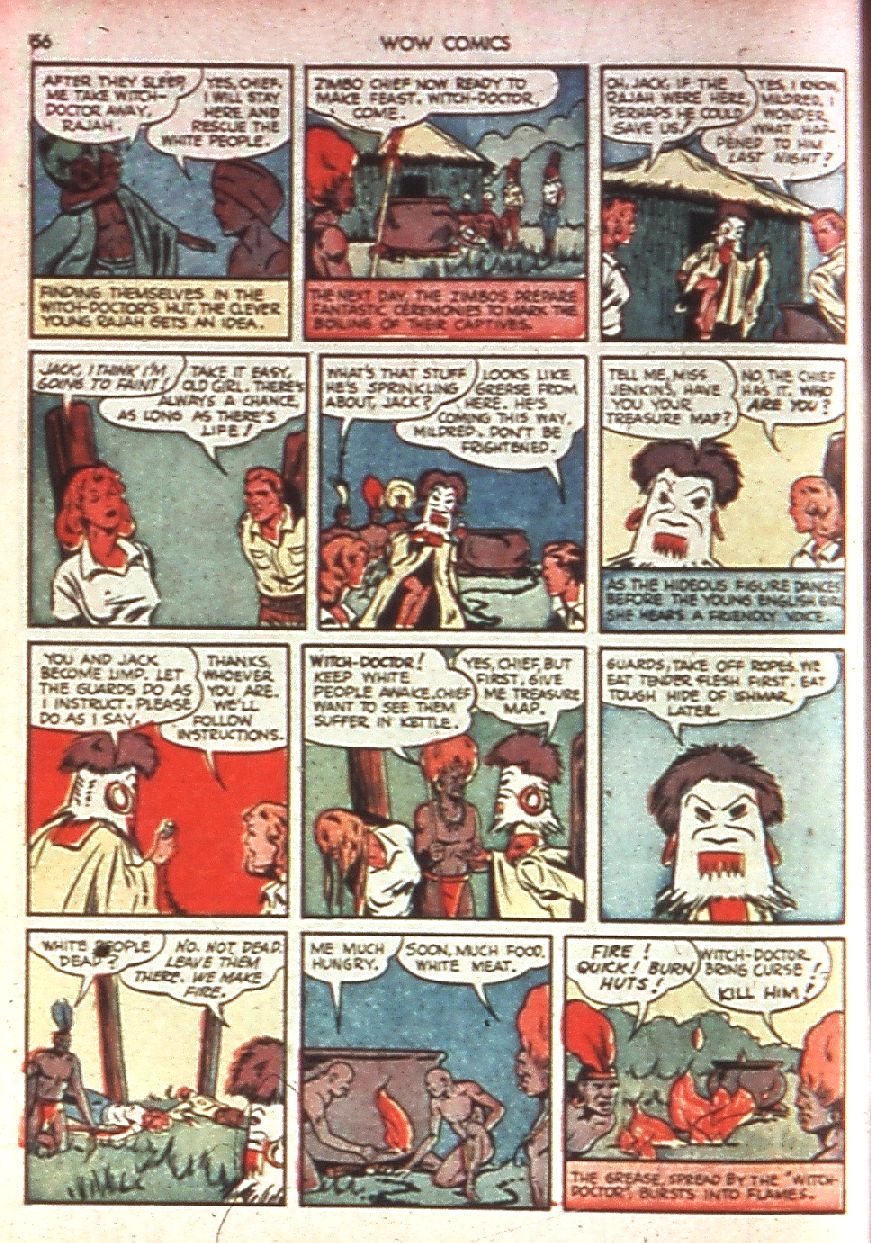 56
WOW COMICS
AFTER THEY SLEEP,
ME TAKE WITCH-
DOCTOR AWAY,
RAJAH.
YES, CHIEF,
I WILL STAY
HERE AND
RESCUE THE
WHITE PEOPLE.
FINDING THEMSELVES IN THE
WITCH-DOCTOR'S HUT, THE CLEVER
YOUNG RAJAH GETS AN IDEA.
ZIMBO CHIEF NOW READY TO
MAKE FEAST. WITCH-DOCTOR,
COME.
THE NEXT DAY, THE ZIMBOS PREPARE
FANTASTIC CEREMONIES TO MARK THE
BOILING OF THEIR CAPTIVES.
OH, JACK, IF THE
RAJAH WERE HERE,
PERHAPS HE COULD
SAVE US!
YES, I KNOW,
MILDRED. I
WONDER
WHAT HAP-
PENED TO HIM
LAST NIGHT?
JACK, I THINK I'M
GOING TO FAINT!
TAKE IT EASY,
OLD GIRL. THERE'S
ALWAYS A CHANCE,
AS LONG AS THERE'S
LIFE!
WHAT'S THAT STUFF
HE'S SPRINKLING
ABOUT, JACK?
LOOKS LIKE
GREASE FROM
HERE. HE'S
COMING THIS WAY,
MILDRED. DON'T BE
FRIGHTENED.
TELL ME, MISS
JENKINS, HAVE
YOU YOUR
TREASURE MAP?
NO, THE CHIEF
HAS IT. WHO
ARE YOU?
AS THE HIDEOUS FIGURE DANCES
BEFORE THE YOUNG ENGLISH GIRL
SHE HEARS A FRIENDLY VOICE.
YOU AND JACK
BECOME LIMP. LET
THE GUARDS DO AS
I INSTRUCT. PLEASE
DO AS I SAY.
THANKS,
WHOEVER
YOU ARE.
WE'LL
FOLLOW
INSTRUCTIONS.
WITCH-DOCTOR!
KEEP WHITE
PEOPLE AWAKE. CHIEF
WANT TO SEE THEM
SUFFER IN KETTLE.
YES, CHIEF, BUT
FIRST, GIVE
ME TREASURE
MAP.
GUARDS, TAKE OFF ROPES. WE
EAT TENDER FLESH FIRST. EAT
TOUGH HIDE OF ISHMAR
LATER.
WHITE PEOPLE
DEAD?
NO. NOT DEAD.
LEAVE THEM
THERE. WE MAKE
FIRE.
ME MUCH
HUNGRY.
SOON, MUCH FOOD.
WHITE MEAT.
FIRE!
QUICK! BURN
HUTS!
WITCH-DOCTOR
BRING CURSE!
KILL HIM!
THE GREASE, SPREAD BY THE "WITCH-
DOCTOR", BURSTS INTO FLAMES.